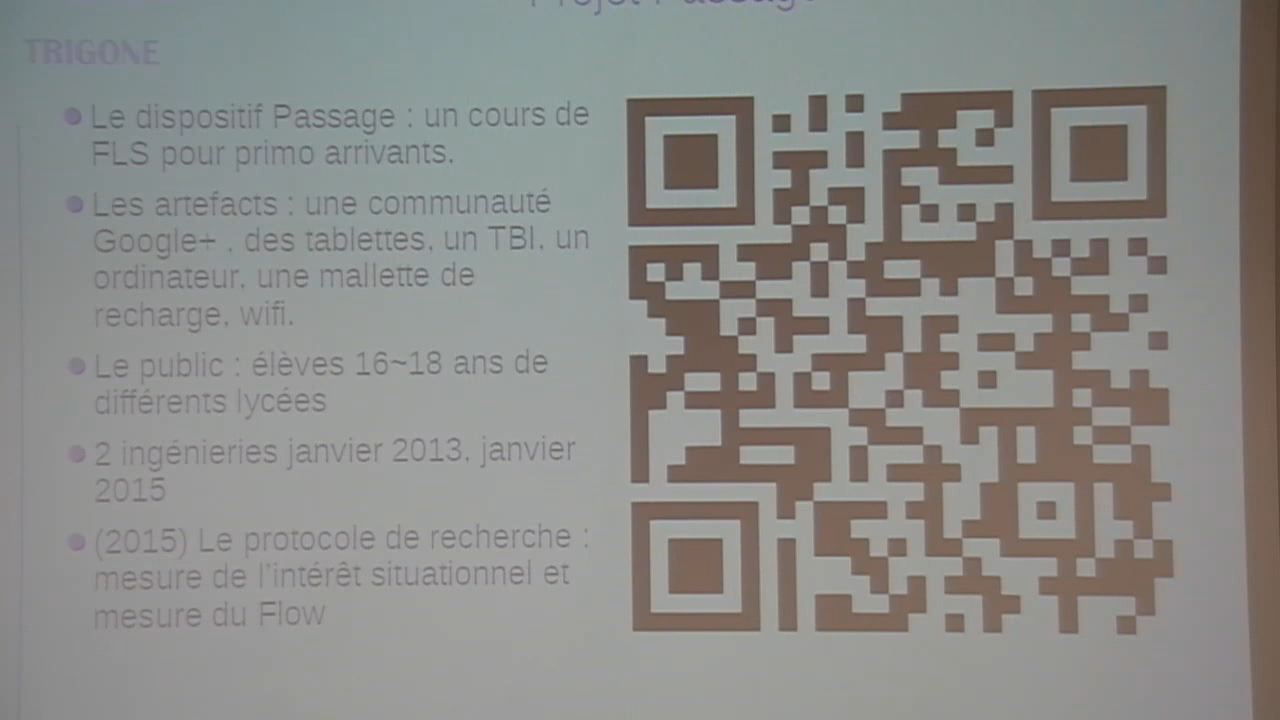 Projet Passage
TRIGONE
Le dispositif Passage : un cours de
FLS pour primo arrivants.
Les artefacts : une communauté
Google+ , des tablettes, un TBI, un
ordinateur, une mallette de
recharge, wifi.
Le public : élèves 16~18 ans de
différents lycées
2 ingénieries janvier 2013, janvier
2015
(2015) Le protocole de recherche :
mesure de l'intérêt situationnel et
mesure du Flow